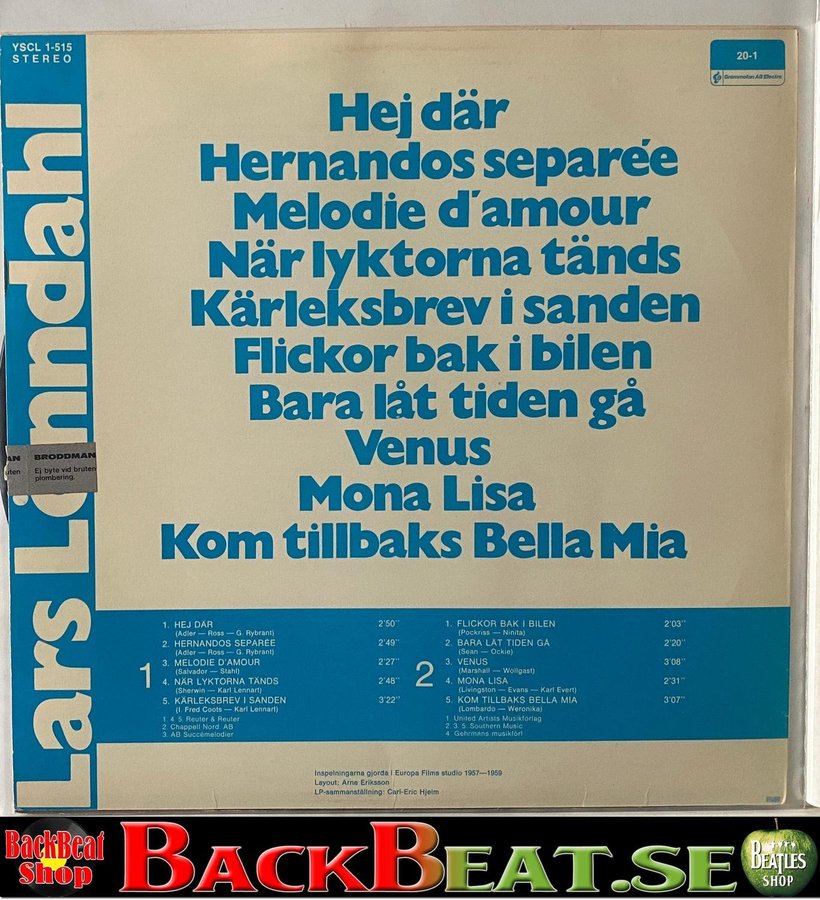 YSCL 1-515
STEREO
20-1
Grammofon AB Electra
Lars Lönndahl
Hej där
Hernandos separée
Melodie d'amour
När lyktorna tänds
Kärleksbrev i sanden
Flickor bak i bilen
Bara låt tiden gå
Venus
Mona Lisa
Kom tillbaks Bella Mia
AN BRODDMAN
uten Ej byte vid bruten
plombering.
1
1. HEJ DÄR 2'50''
(Adler — Ross — G. Rybrant)
2. HERNANDOS SEPARÉE 2'49''
(Adler — Ross — G. Rybrant)
3. MELODIE D'AMOUR 2'27''
(Salvador — Stahl)
4. NÄR LYKTORNA TÄNDS 2'48''
(Sherwin — Karl Lennart)
5. KÄRLEKSBREV I SANDEN 3'22''
(I. Fred Coots — Karl Lennart)
1. 4. 5. Reuter & Reuter
2. Chappell Nord. AB
3. AB Succémelodier
2
1. FLICKOR BAK I BILEN 2'03''
(Pockriss — Ninita)
2. BARA LÅT TIDEN GÅ 2'20''
(Sean — Ockie)
3. VENUS 3'08''
(Marshall — Wollgast)
4. MONA LISA 2'31''
(Livingston — Evans — Karl Evert)
5. KOM TILLBAKS BELLA MIA 3'07''
(Lombardo — Weronika)
1. United Artists Musikförlag
2. 3. 5. Southern Music
4. Gehrmans musikförl
Inspelningarna gjorda i Europa Films studio 1957—1959
Layout: Arne Eriksson
LP-sammanställning: Carl-Eric Hjelm
BackBeat
Shop
BACKBEAT.SE
BEATLES
SHOP